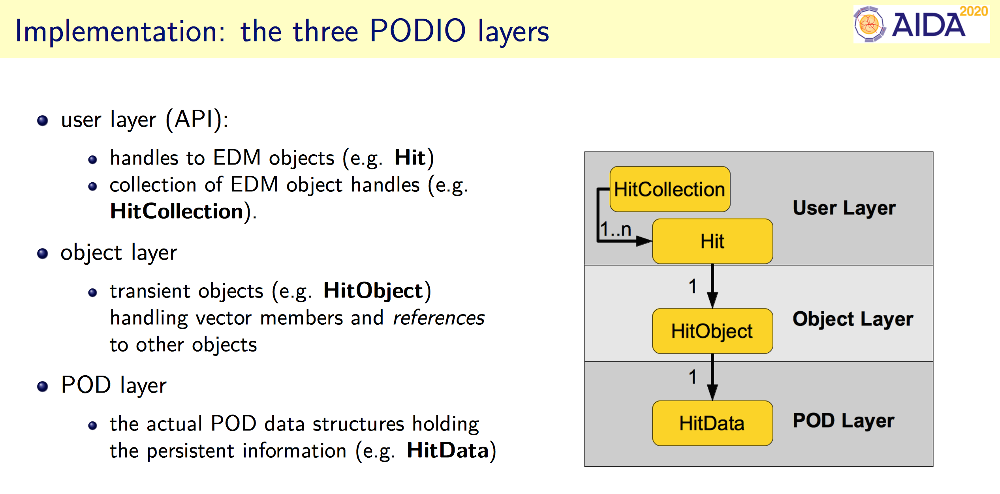 Implementation: the three PODIO layers
AIDA 2020
user layer (API):
handles to EDM objects (e.g. Hit)
collection of EDM object handles (e.g.
HitCollection).
object layer
transient objects (e.g. HitObject)
handling vector members and references
to other objects
POD layer
the actual POD data structures holding
the persistent information (e.g. HitData)
HitCollection
User Layer
1..n
Hit
1
HitObject
Object Layer
1
HitData
POD Layer